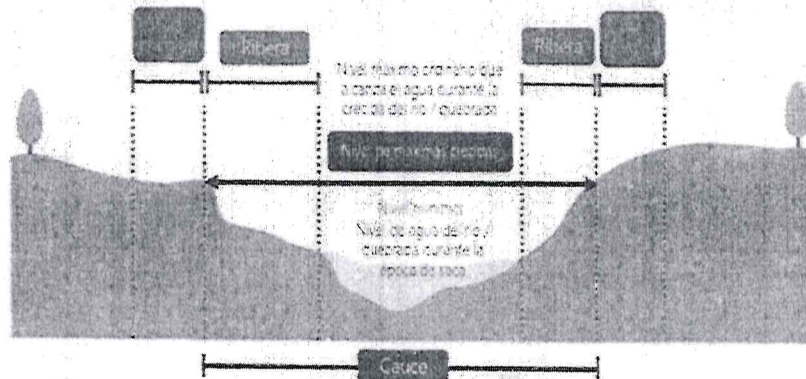 Ribera
Ribera
Nivel máximo ordinario que
alcanza el agua durante la
crecida del río / quebrada
Nivel de máximas crecidas
Nivel mínimo
Nivel de agua del río /
quebrada durante la
época de seca
Cauce